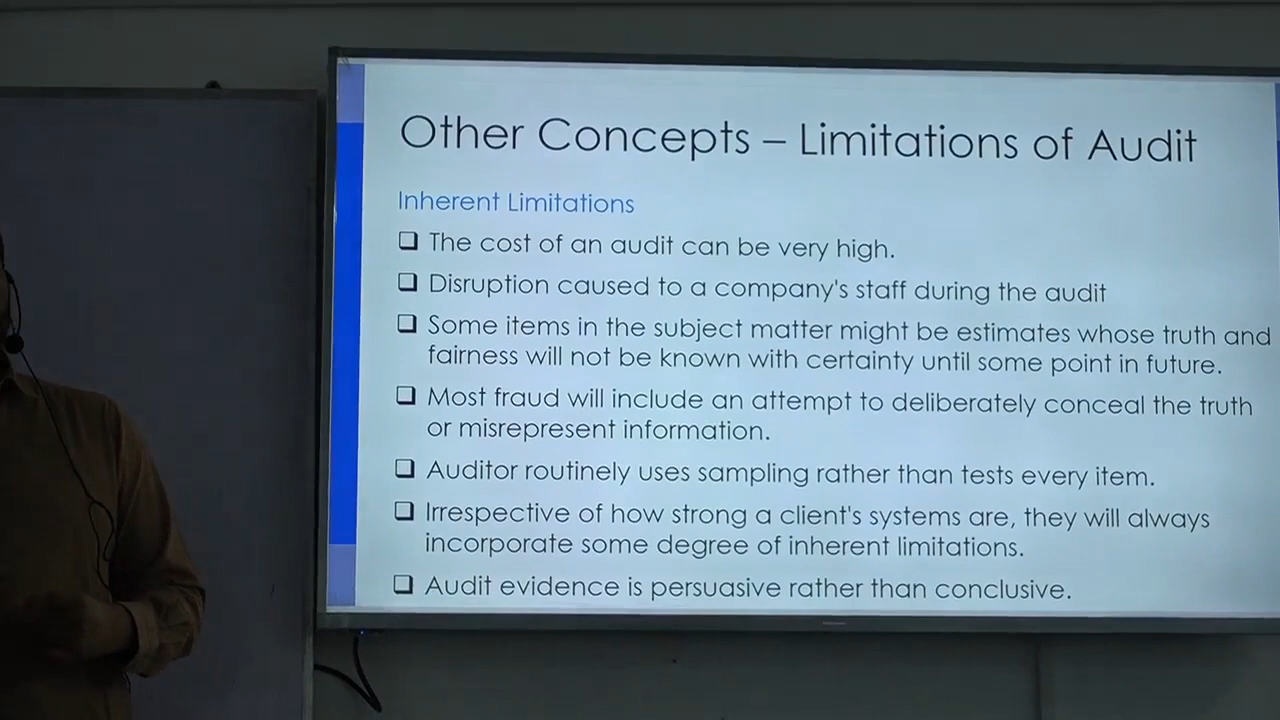 Other Concepts – Limitations of Audit
Inherent Limitations
❑ The cost of an audit can be very high.
❑ Disruption caused to a company's staff during the audit
❑ Some items in the subject matter might be estimates whose truth and
fairness will not be known with certainty until some point in future.
❑ Most fraud will include an attempt to deliberately conceal the truth
or misrepresent information.
❑ Auditor routinely uses sampling rather than tests every item.
❑ Irrespective of how strong a client's systems are, they will always
incorporate some degree of inherent limitations.
❑ Audit evidence is persuasive rather than conclusive.